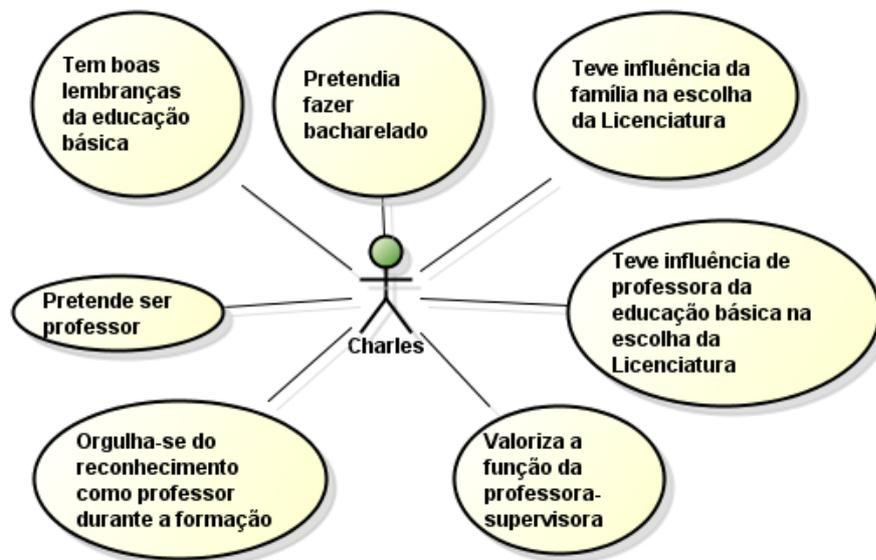 Tem boas
lembranças
da educação
básica
Pretendia
fazer
bacharelado
Teve influência da
família na escolha
da Licenciatura
Pretende ser
professor
Charles
Teve influência de
professora da
educação básica na
escolha da
Licenciatura
Orgulha-se do
reconhecimento
como professor
durante a formação
Valoriza a
função da
professora-
supervisora